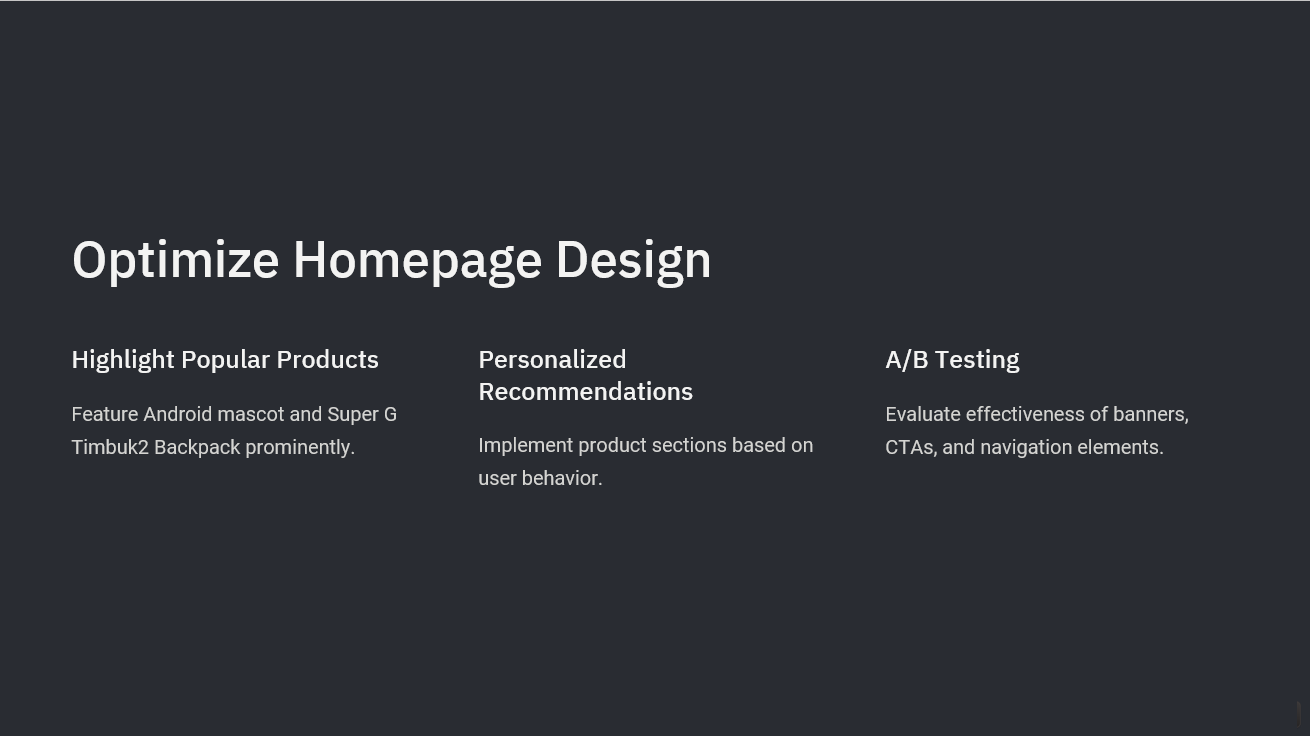 Optimize Homepage Design
Highlight Popular Products
Feature Android mascot and Super G
Timbuk2 Backpack prominently.
Personalized
Recommendations
Implement product sections based on
user behavior.
A/B Testing
Evaluate effectiveness of banners,
CTAs, and navigation elements.